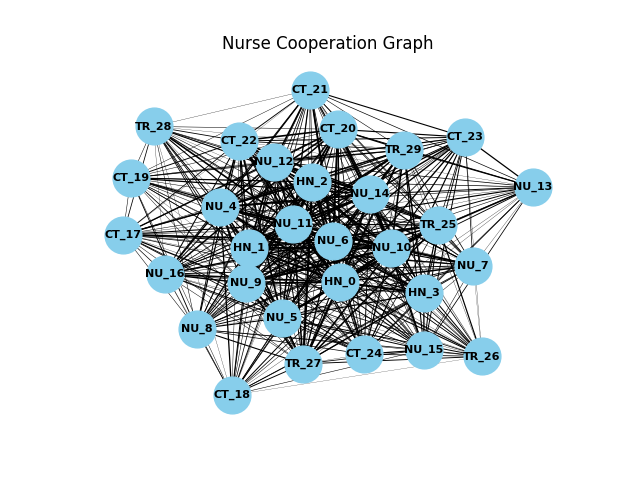 Nurse Cooperation Graph
CT_21
TR_28
CT_20
CT_23
CT_22
TR_29
NU_12
CT_19
HN_2
NU_13
NU_14
NU_4
NU_11
TR_25
CT_17
NU_6
HN_1
NU_10
NU_7
NU_16
NU_9
HN_0
HN_3
NU_5
NU_8
NU_15
CT_24
TR_26
TR_27
CT_18